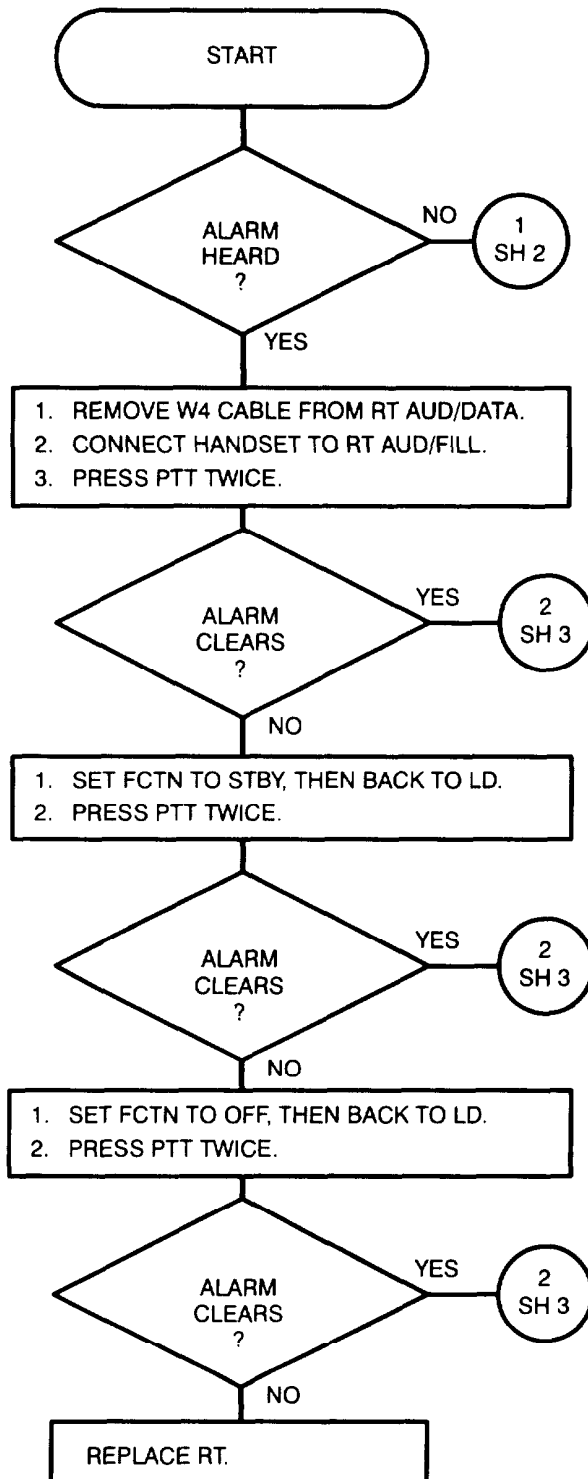 START
ALARM
HEARD
?
NO
1
SH 2
YES
1. REMOVE W4 CABLE FROM RT AUD/DATA.
2. CONNECT HANDSET TO RT AUD/FILL.
3. PRESS PTT TWICE.
ALARM
CLEARS
?
YES
2
SH 3
NO
1. SET FCTN TO STBY, THEN BACK TO LD.
2. PRESS PTT TWICE.
ALARM
CLEARS
?
YES
2
SH 3
NO
1. SET FCTN TO OFF, THEN BACK TO LD.
2. PRESS PTT TWICE.
ALARM
CLEARS
?
YES
2
SH 3
NO
REPLACE RT.